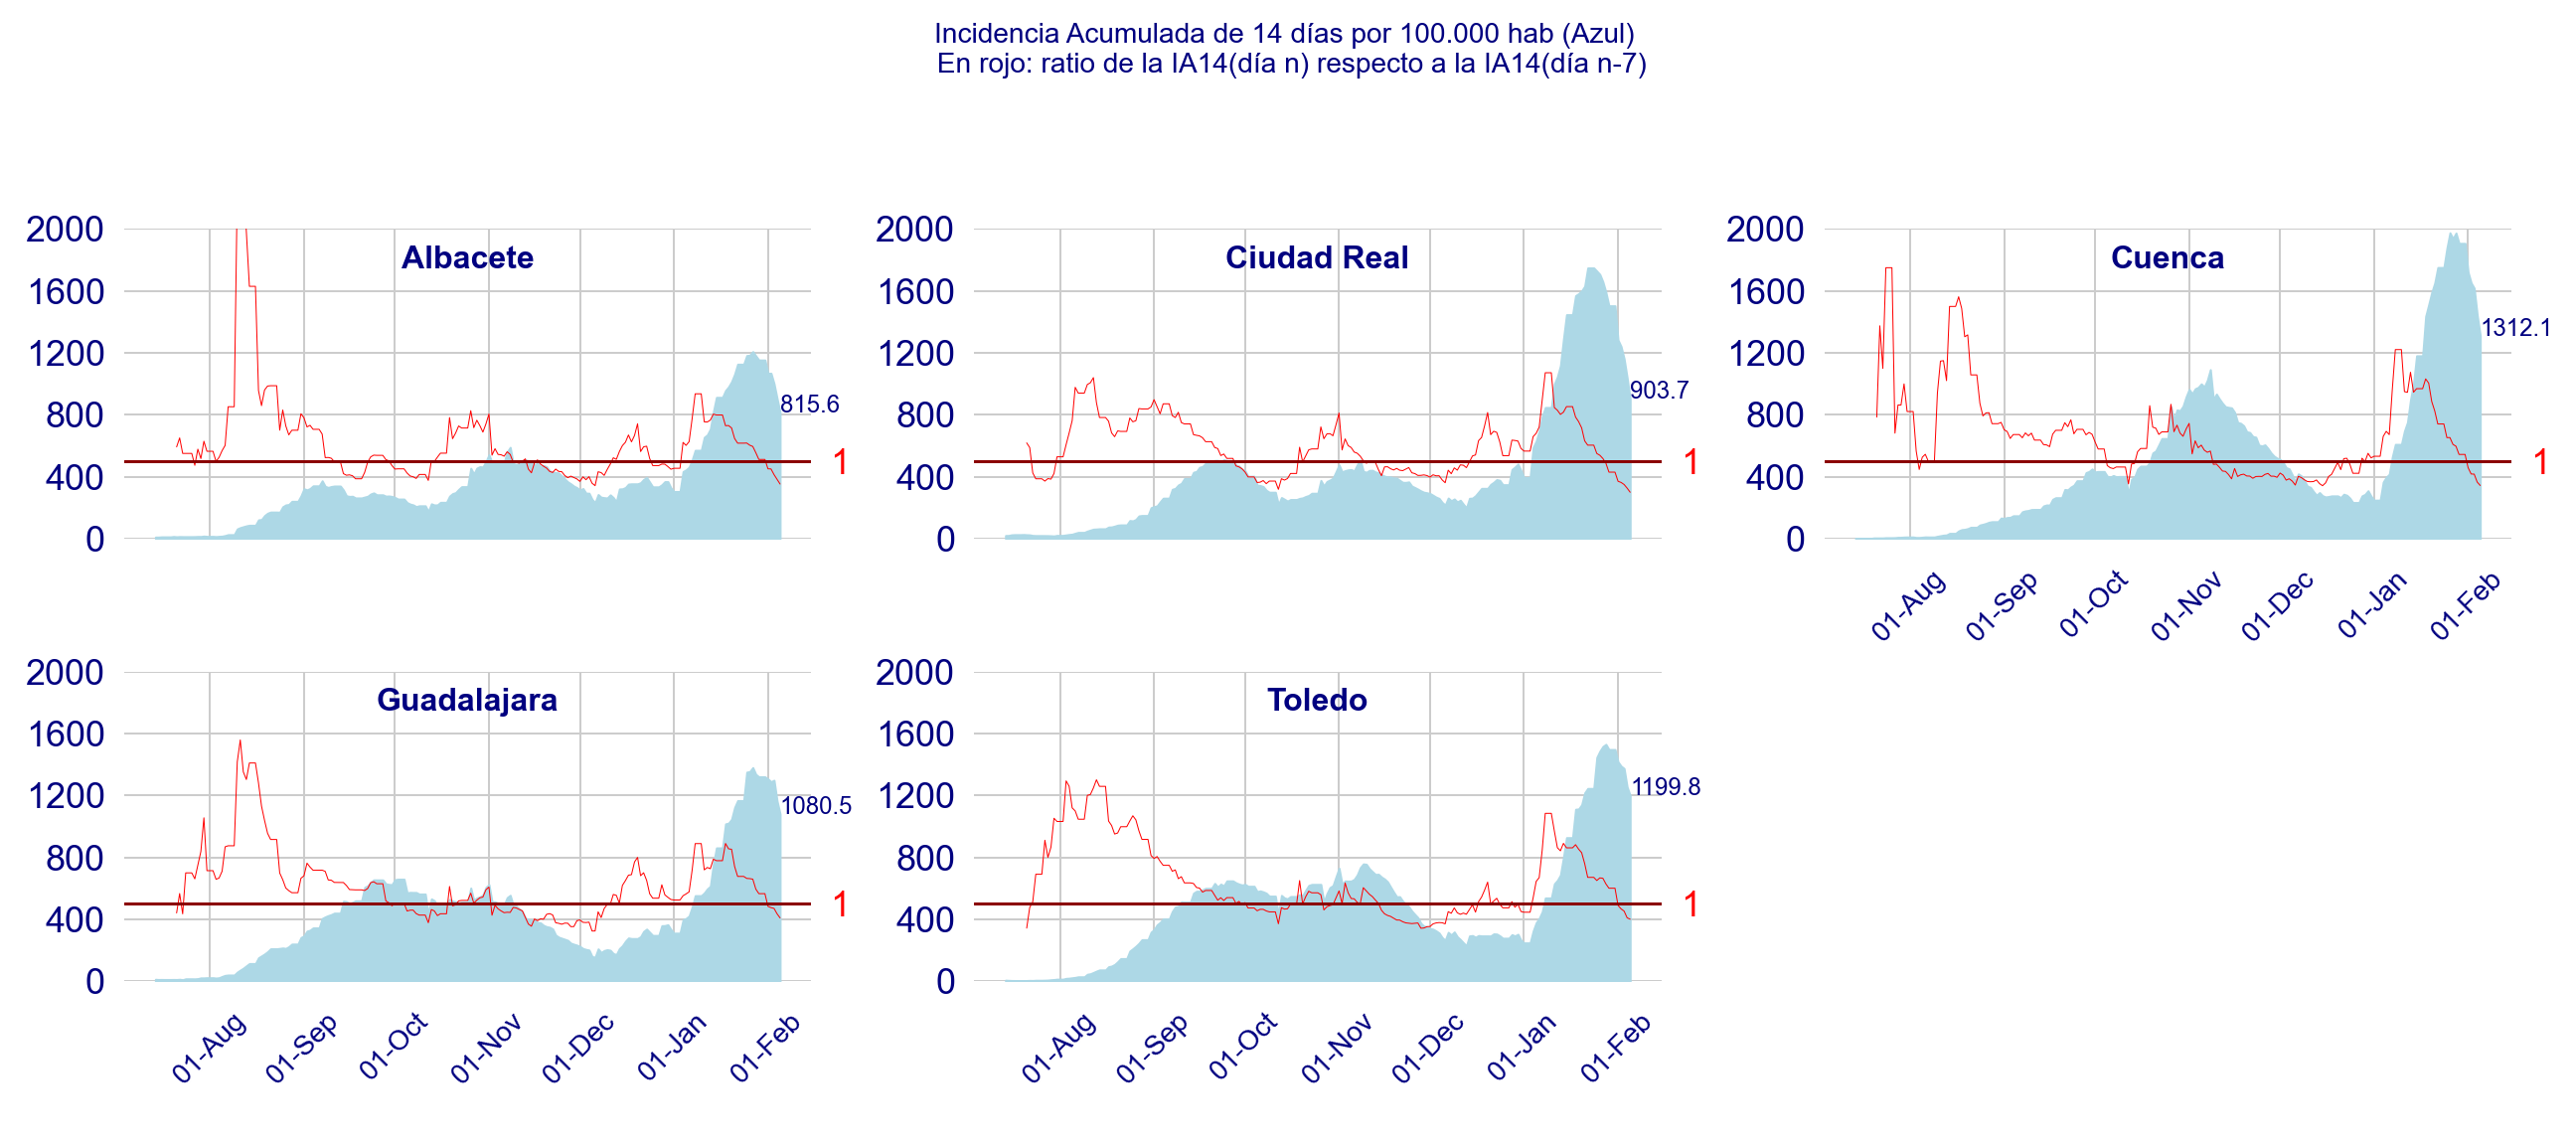 Incidencia Acumulada de 14 días por 100.000 hab (Azul)
En rojo: ratio de la IA14(día n) respecto a la IA14(día n-7)
Albacete
2000
1600
1200
800
400
0
815.6
1
Ciudad Real
2000
1600
1200
800
400
0
903.7
1
Cuenca
2000
1600
1200
800
400
0
1312.1
1
01-Aug
01-Sep
01-Oct
01-Nov
01-Dec
01-Jan
01-Feb
Guadalajara
2000
1600
1200
800
400
0
1080.5
1
01-Aug
01-Sep
01-Oct
01-Nov
01-Dec
01-Jan
01-Feb
Toledo
2000
1600
1200
800
400
0
1199.8
1
01-Aug
01-Sep
01-Oct
01-Nov
01-Dec
01-Jan
01-Feb